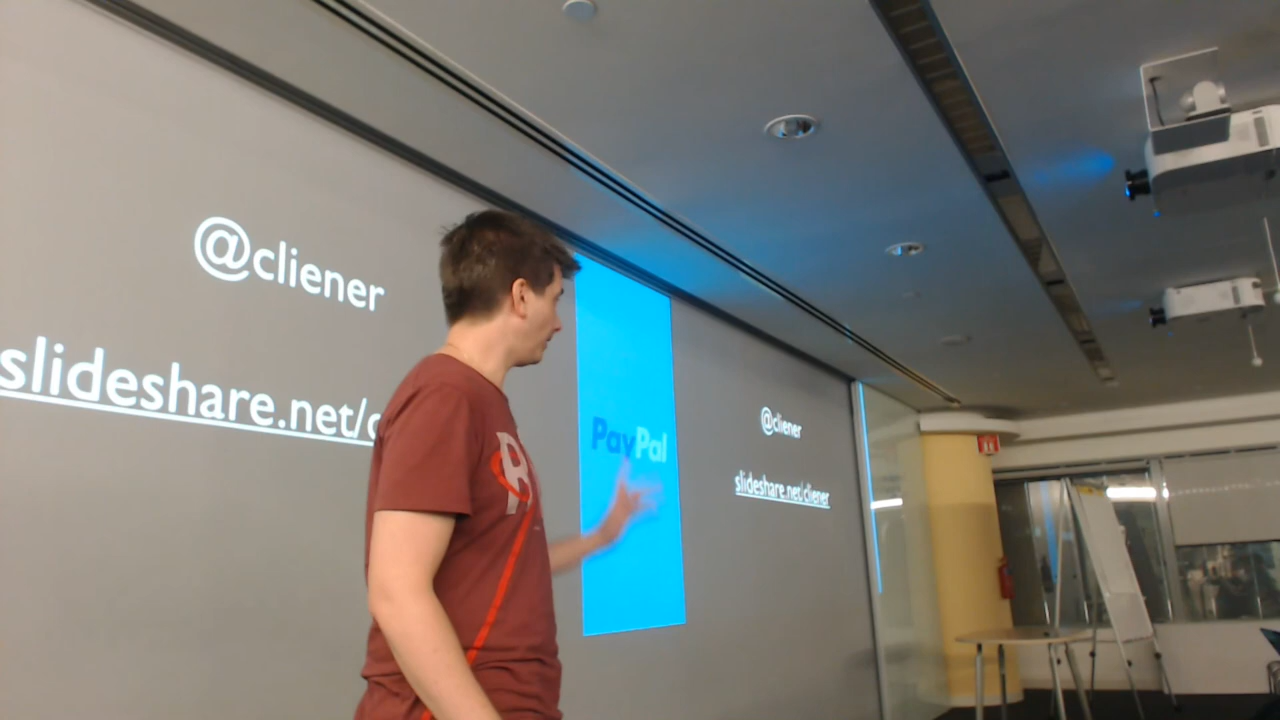 @cliener
slideshare.net/c
PayPal
@cliener
slideshare.net/cliener